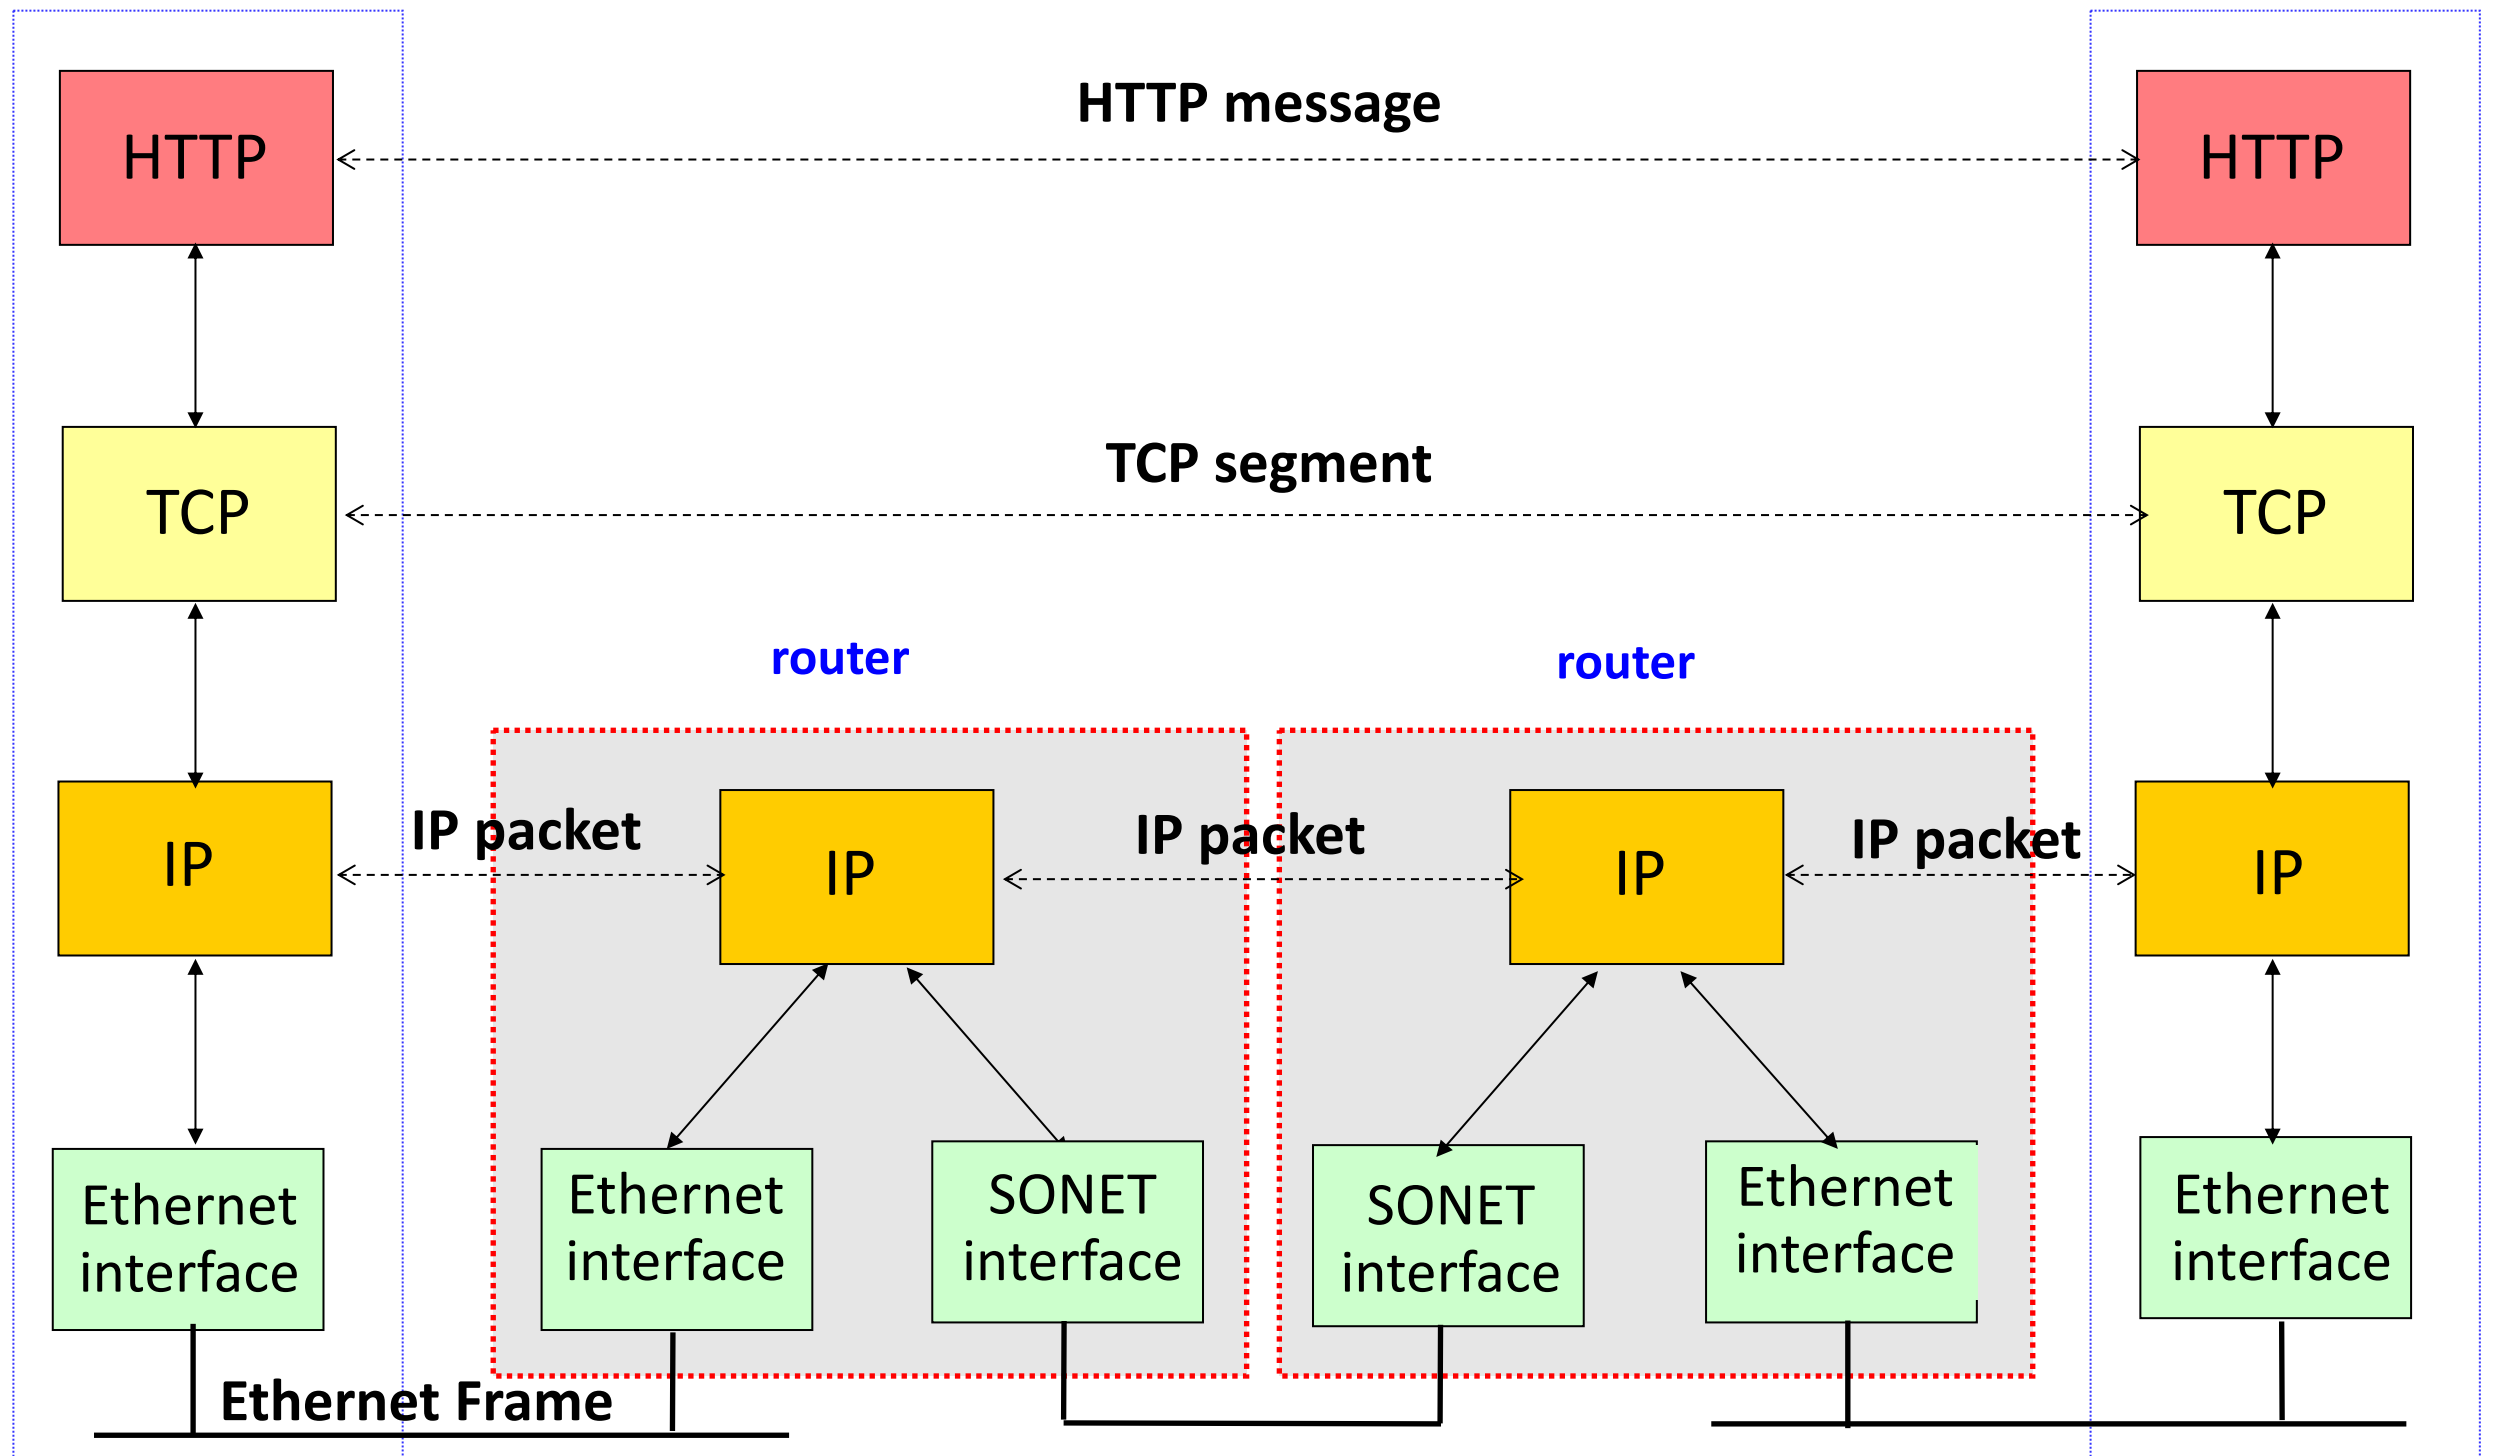 HTTP message
HTTP
HTTP
TCP segment
TCP
TCP
router
router
IP packet
IP packet
IP packet
IP
IP
IP
IP
Ethernet
interface
Ethernet
interface
SONET
interface
SONET
interface
Ethernet
interface
Ethernet
interface
Ethernet Frame